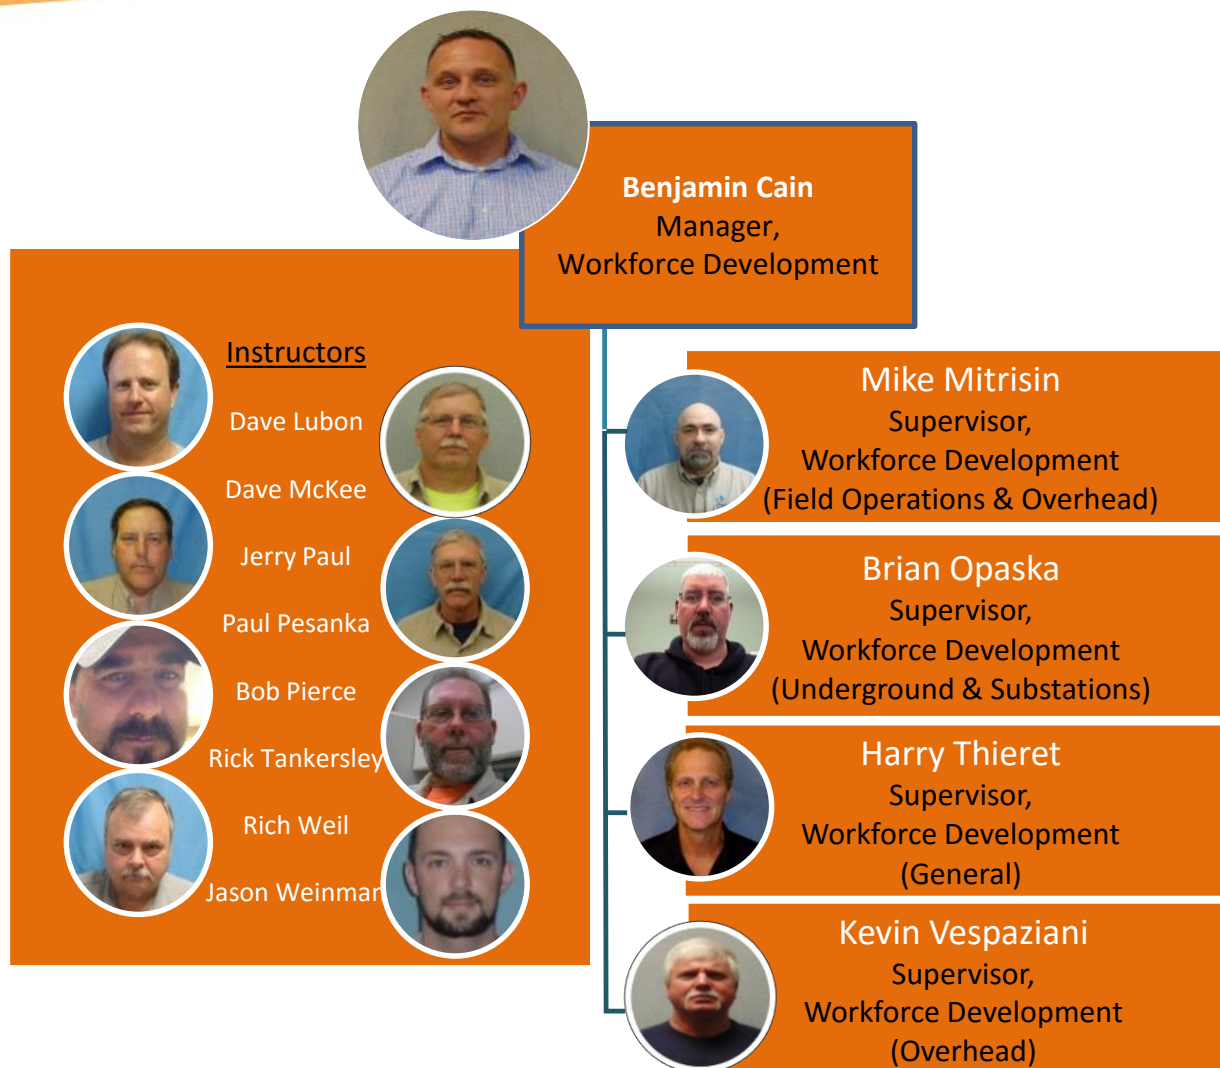 Benjamin Cain
Manager,
Workforce Development
Instructors
Dave Lubon
Dave McKee
Jerry Paul
Paul Pesanka
Bob Pierce
Rick Tankersley
Rich Weil
Jason Weinman
Mike Mitrisin
Supervisor,
Workforce Development
(Field Operations & Overhead)
Brian Opaska
Supervisor,
Workforce Development
(Underground & Substations)
Harry Thieret
Supervisor,
Workforce Development
(General)
Kevin Vespaziani
Supervisor,
Workforce Development
(Overhead)